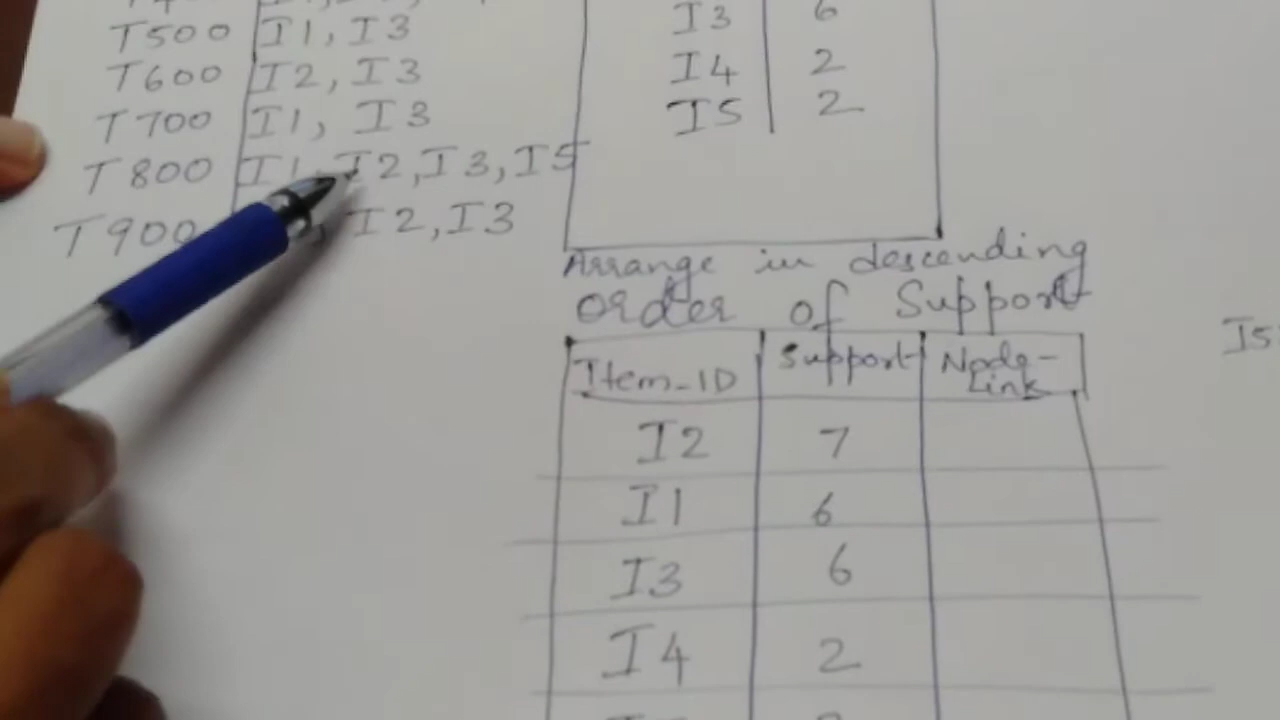 T500 I1, I3
T600 I2, I3
T700 I1, I3
T800 I1, I2, I3, I5
T900 , I2, I3
I3 6
I4 2
I5 2
Arrange in descending
Order of Support
Item-ID Support Node-
Link
I2 7
I1 6
I3 6
I4 2
I5